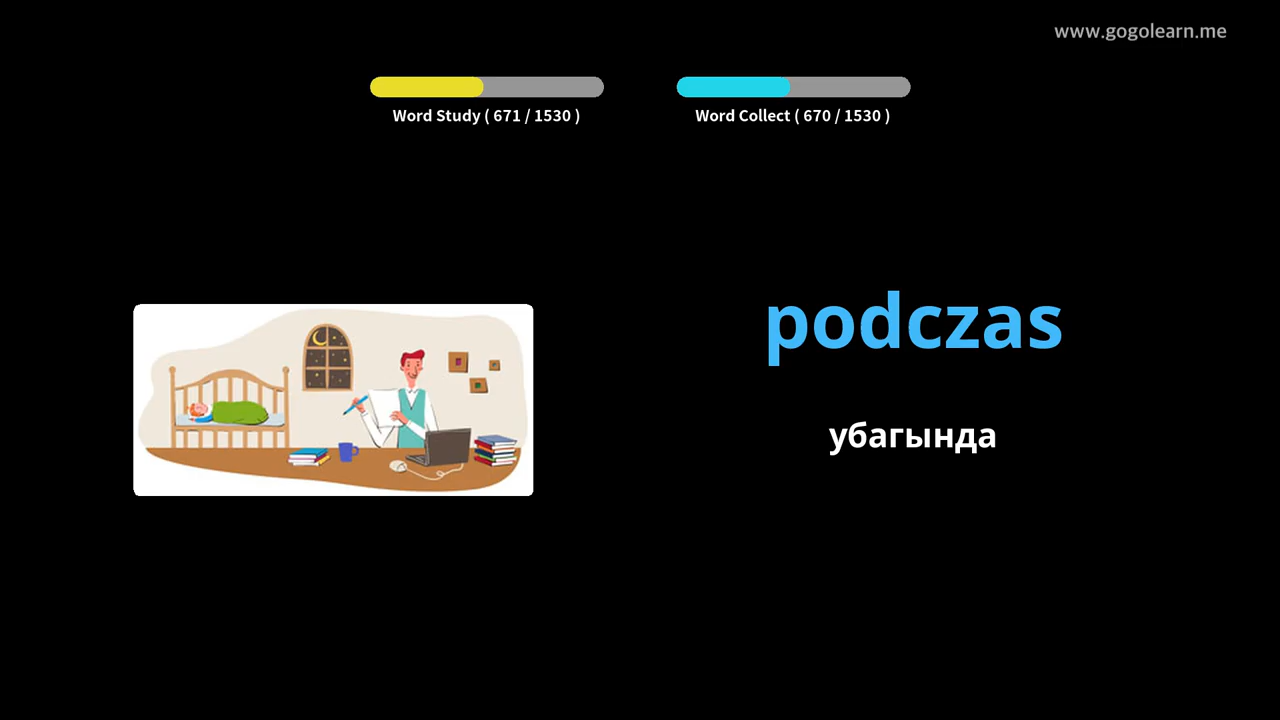 www.gogolearn.me
Word Study ( 671 / 1530 )
Word Collect ( 670 / 1530 )
podczas
убагында